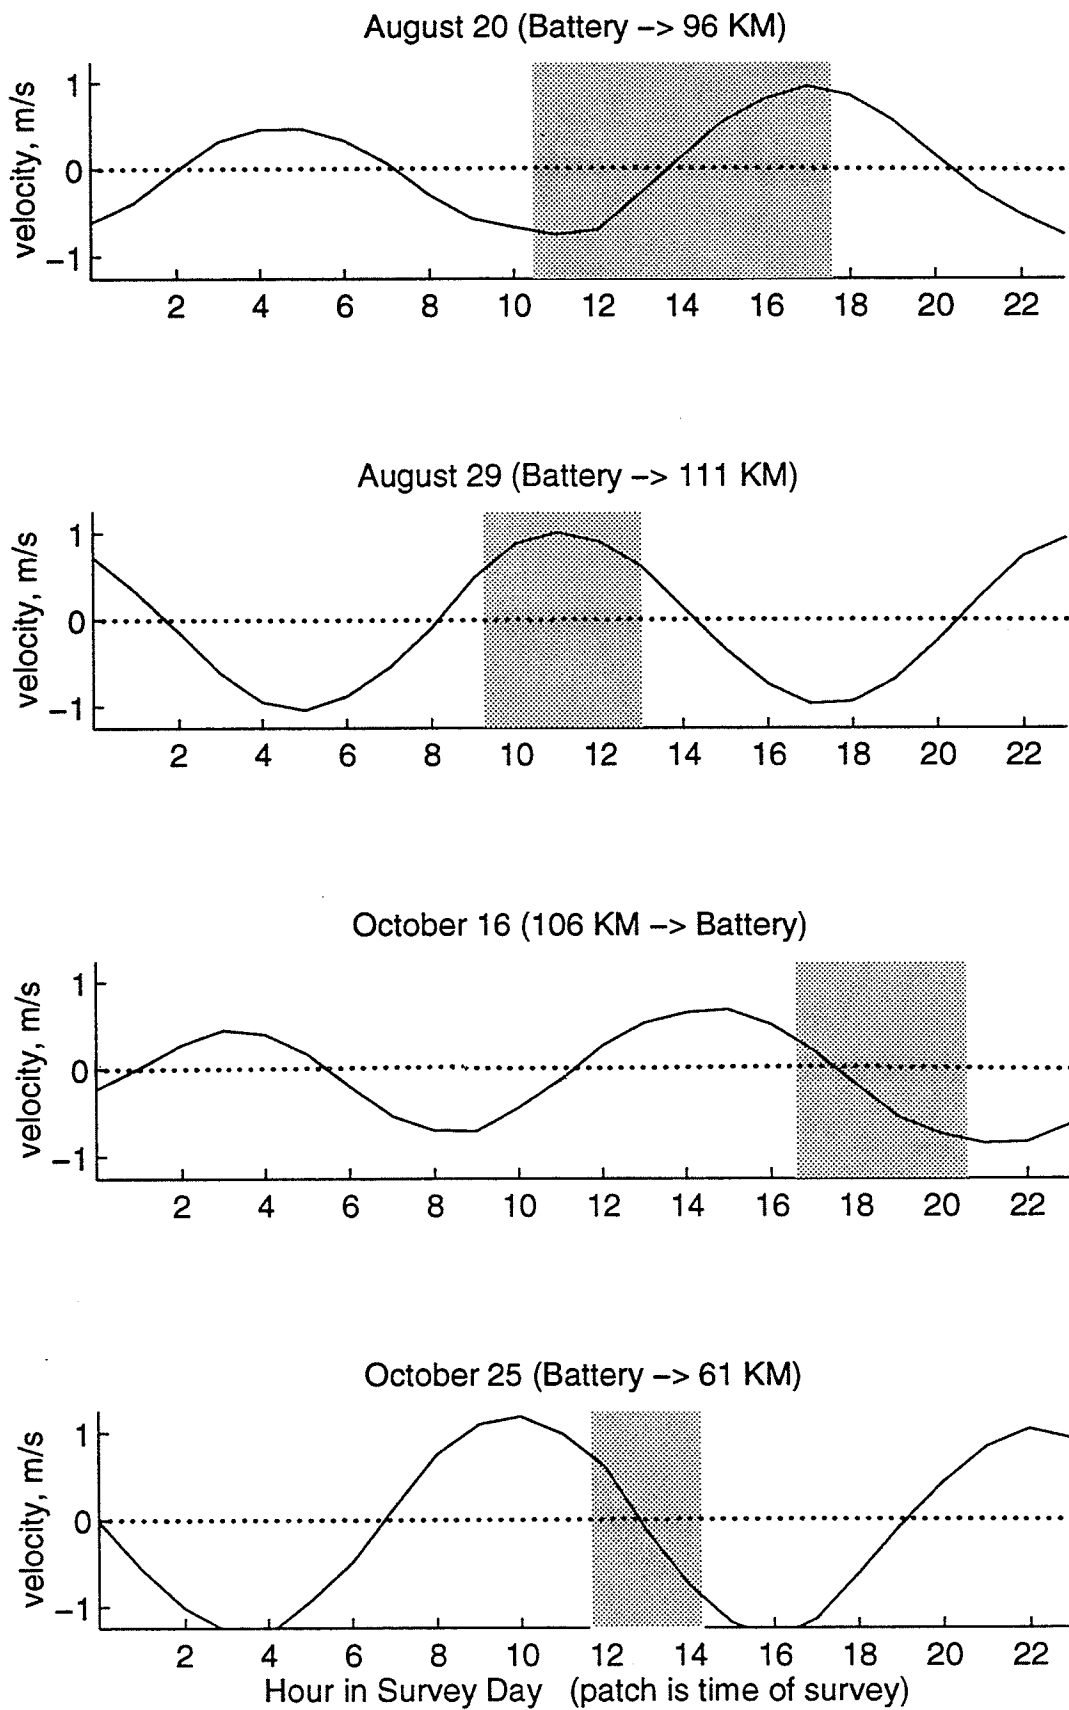 August 20 (Battery –> 96 KM)
velocity, m/s
1
0
−1
2 4 6 8 10 12 14 16 18 20 22
August 29 (Battery –> 111 KM)
velocity, m/s
1
0
−1
2 4 6 8 10 12 14 16 18 20 22
October 16 (106 KM –> Battery)
velocity, m/s
1
0
−1
2 4 6 8 10 12 14 16 18 20 22
October 25 (Battery –> 61 KM)
velocity, m/s
1
0
−1
2 4 6 8 10 12 14 16 18 20 22
Hour in Survey Day (patch is time of survey)